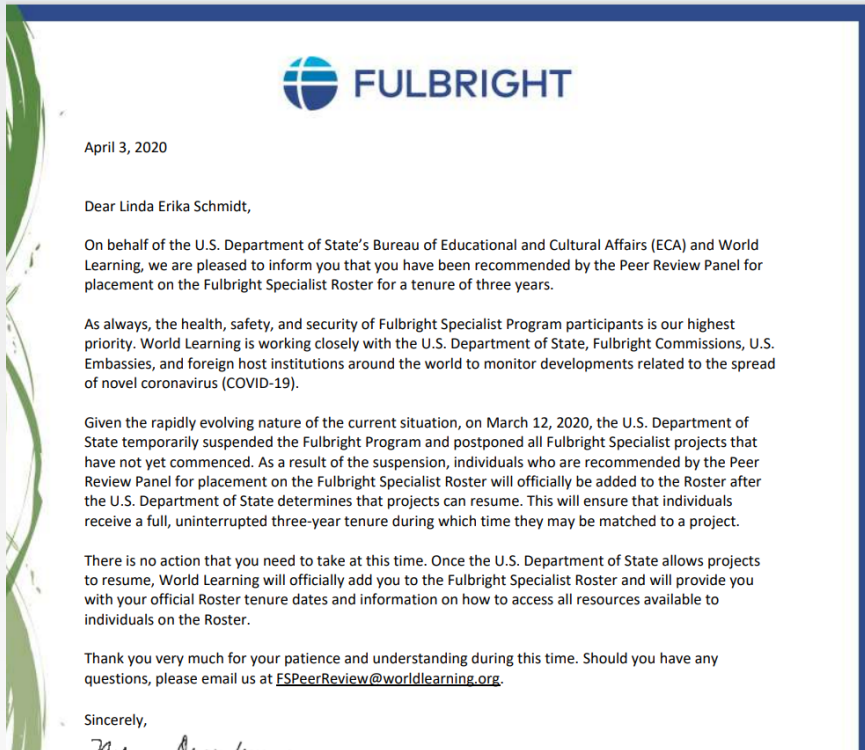 FULBRIGHT
April 3, 2020
Dear Linda Erika Schmidt,
On behalf of the U.S. Department of State's Bureau of Educational and Cultural Affairs (ECA) and World
Learning, we are pleased to inform you that you have been recommended by the Peer Review Panel for
placement on the Fulbright Specialist Roster for a tenure of three years.
As always, the health, safety, and security of Fulbright Specialist Program participants is our highest
priority. World Learning is working closely with the U.S. Department of State, Fulbright Commissions, U.S.
Embassies, and foreign host institutions around the world to monitor developments related to the spread
of novel coronavirus (COVID-19).
Given the rapidly evolving nature of the current situation, on March 12, 2020, the U.S. Department of
State temporarily suspended the Fulbright Program and postponed all Fulbright Specialist projects that
have not yet commenced. As a result of the suspension, individuals who are recommended by the Peer
Review Panel for placement on the Fulbright Specialist Roster will officially be added to the Roster after
the U.S. Department of State determines that projects can resume. This will ensure that individuals
receive a full, uninterrupted three-year tenure during which time they may be matched to a project.
There is no action that you need to take at this time. Once the U.S. Department of State allows projects
to resume, World Learning will officially add you to the Fulbright Specialist Roster and will provide you
with your official Roster tenure dates and information on how to access all resources available to
individuals on the Roster.
Thank you very much for your patience and understanding during this time. Should you have any
questions, please email us at FSPeerReview@worldlearning.org.
Sincerely,